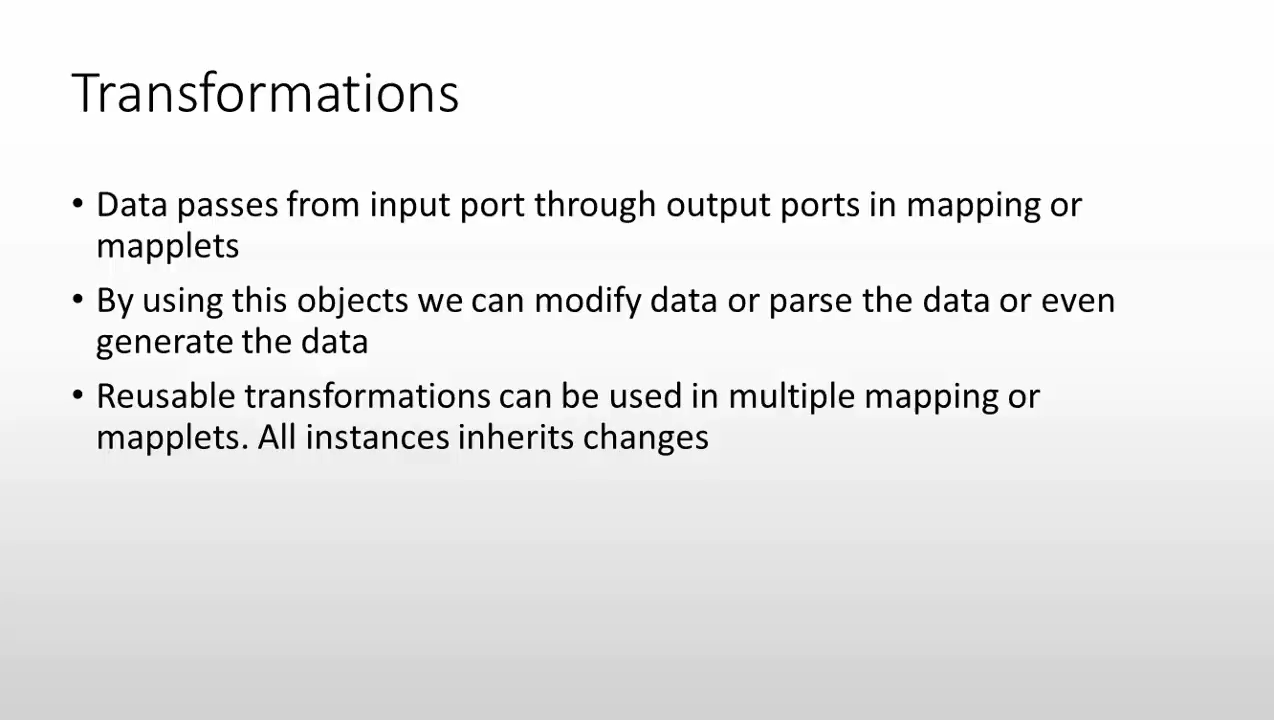 Transformations
• Data passes from input port through output ports in mapping or
mapplets
• By using this objects we can modify data or parse the data or even
generate the data
• Reusable transformations can be used in multiple mapping or
mapplets. All instances inherits changes